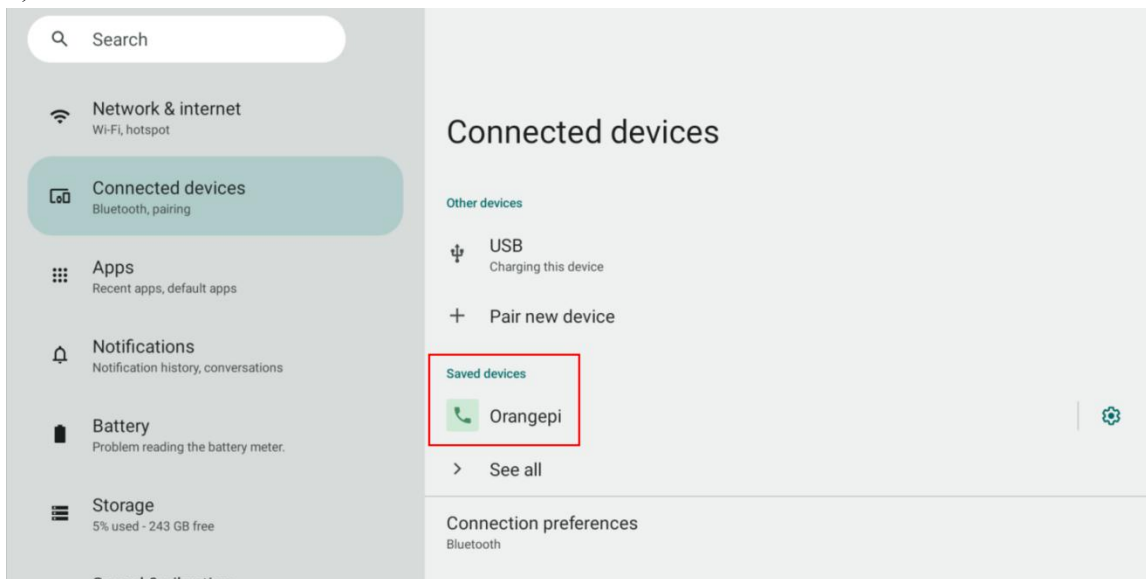 Search
Network & internet
Wi-Fi, hotspot
Connected devices
Bluetooth, pairing
Apps
Recent apps, default apps
Notifications
Notification history, conversations
Battery
Problem reading the battery meter.
Storage
5% used - 243 GB free
Connected devices
Other devices
USB
Charging this device
Pair new device
Saved devices
Orangepi
See all
Connection preferences
Bluetooth